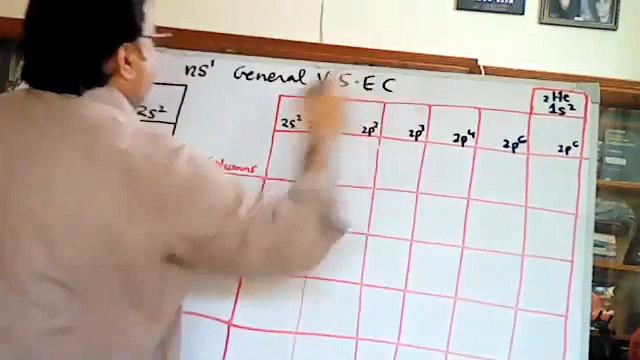 ns¹ General V.S.E C
₂He
1s²
2s²
2s² 2p² 2p³ 2p⁴ 2p⁶ 2p⁶